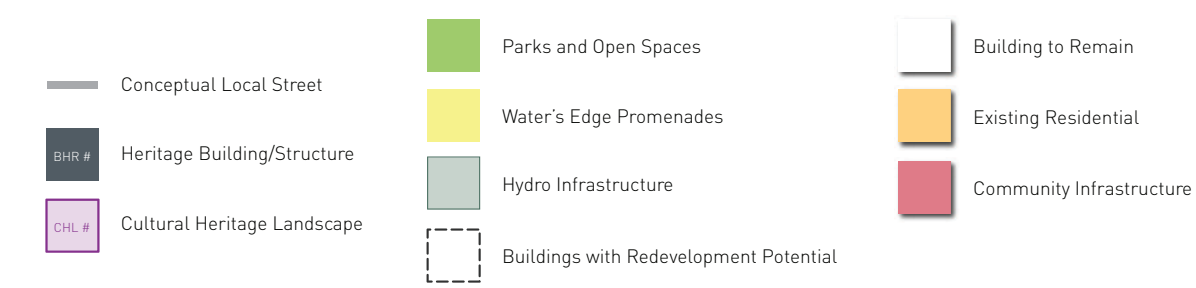 Conceptual Local Street
BHR #
Heritage Building/Structure
CHL #
Cultural Heritage Landscape
Parks and Open Spaces
Water's Edge Promenades
Hydro Infrastructure
Buildings with Redevelopment Potential
Building to Remain
Existing Residential
Community Infrastructure